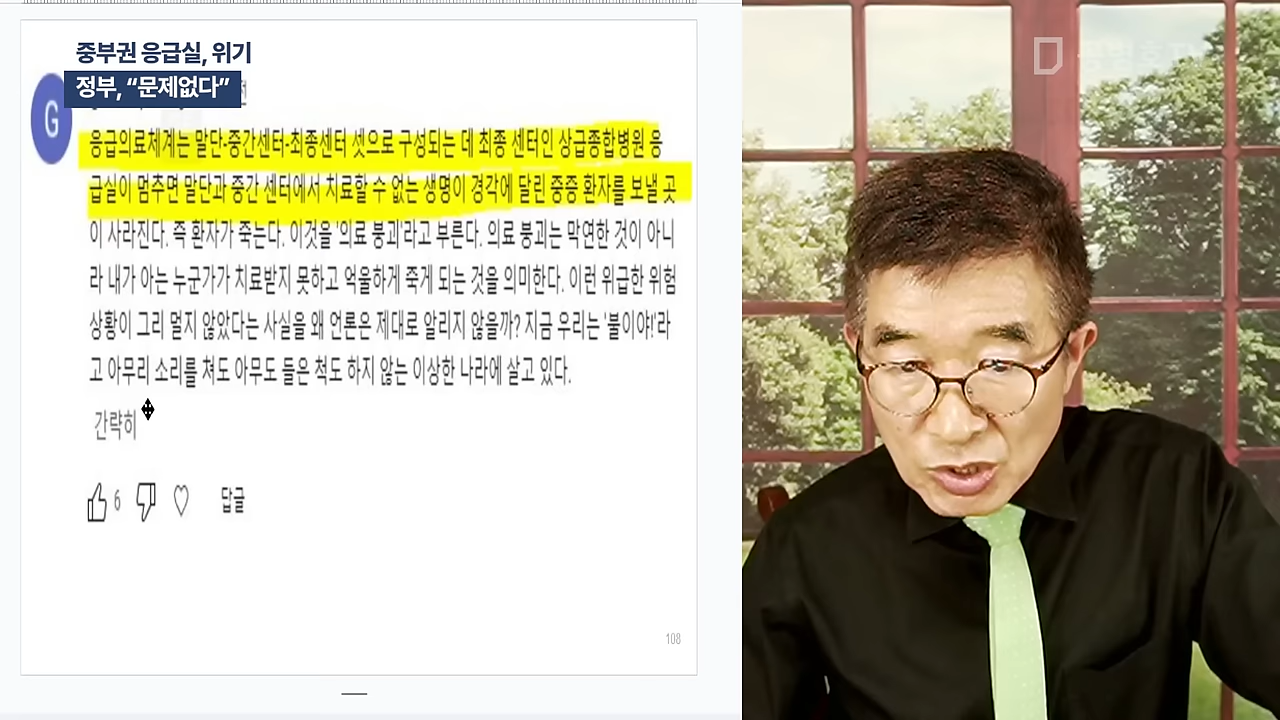 중부권 응급실, 위기
정부, “문제없다”
전
G
응급의료체계는 말단-중간센터-최종센터 셋으로 구성되는 데 최종 센터인 상급종합병원 응
급실이 멈추면 말단과 중간 센터에서 치료할 수 없는 생명이 경각에 달린 중증 환자를 보낼 곳
이 사라진다. 즉 환자가 죽는다. 이것을 '의료 붕괴'라고 부른다. 의료 붕괴는 막연한 것이 아니
라 내가 아는 누군가가 치료받지 못하고 억울하게 죽게 되는 것을 의미한다. 이런 위급한 위험
상황이 그리 멀지 않았다는 사실을 왜 언론은 제대로 알리지 않을까? 지금 우리는 '불이야!'라
고 아무리 소리를 쳐도 아무도 들은 척도 하지 않는 이상한 나라에 살고 있다.
간략히
6
답글
108